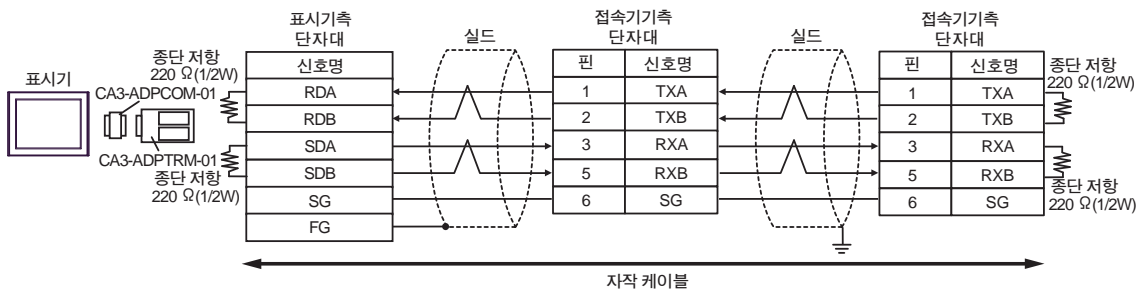 표시기
CA3-ADPCOM-01
CA3-ADPTRM-01
종단 저항
220 Ω(1/2W)
종단 저항
220 Ω(1/2W)
표시기측
단자대
신호명
RDA
RDB
SDA
SDB
SG
FG
실드
접속기기측
단자대
핀 신호명
1 TXA
2 TXB
3 RXA
5 RXB
6 SG
실드
접속기기측
단자대
핀 신호명
1 TXA
2 TXB
3 RXA
5 RXB
6 SG
종단 저항
220 Ω(1/2W)
종단 저항
220 Ω(1/2W)
자작 케이블